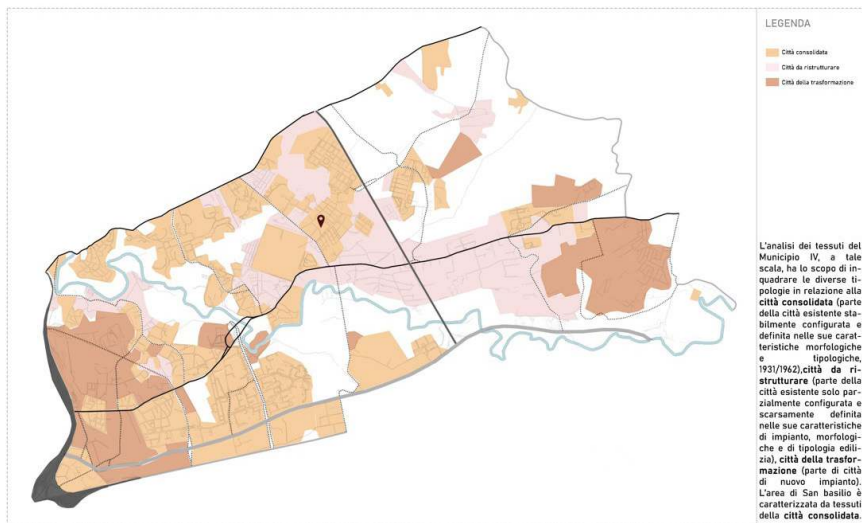 LEGENDA
Città consolidata
Città da ristrutturare
Città della trasformazione
L'analisi dei tessuti del
Municipio IV, a tale
scala, ha lo scopo di in-
quadrare le diverse ti-
pologie in relazione alla
città consolidata (parte
della città esistente sta-
bilmente configurata e
definita nelle sue carat-
teristiche morfologiche
e tipologiche,
1931/1962),città da ri-
strutturare (parte della
città esistente solo par-
zialmente configurata e
scarsamente definita
nelle sue caratteristiche
di impianto, morfologi-
che e di tipologia edili-
zia), città della trasfor-
mazione (parte di città
di nuovo impianto).
L'area di San basilio è
caratterizzata da tessuti
della città consolidata.